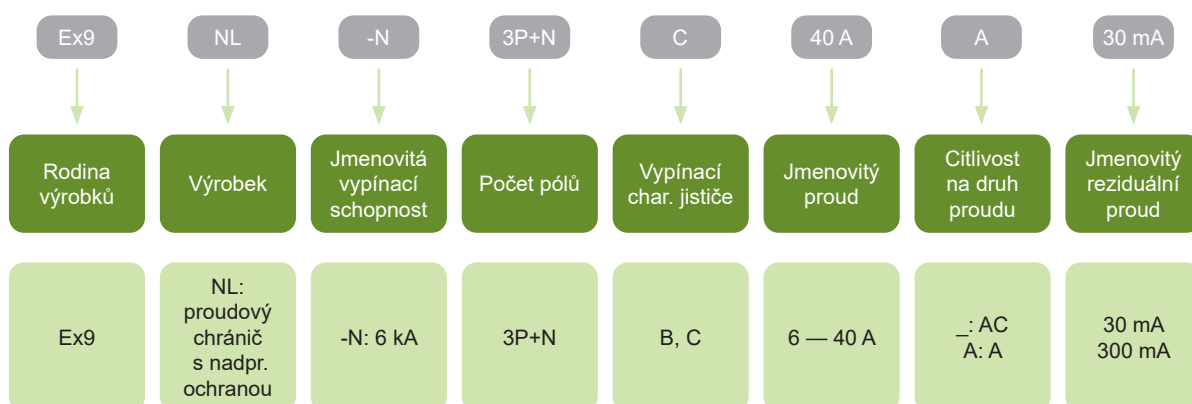 Ex9
NL
-N
3P+N
C
40 A
A
30 mA
Rodina
výrobků
Výrobek
Jmenovitá
vypínací
schopnost
Počet pólů
Vypínací
char. jističe
Jmenovitý
proud
Citlivost
na druh
proudu
Jmenovitý
reziduální
proud
Ex9
NL:
proudový
chránič
s nadpr.
ochranou
-N: 6 kA
3P+N
B, C
6 — 40 A
_: AC
A: A
30 mA
300 mA